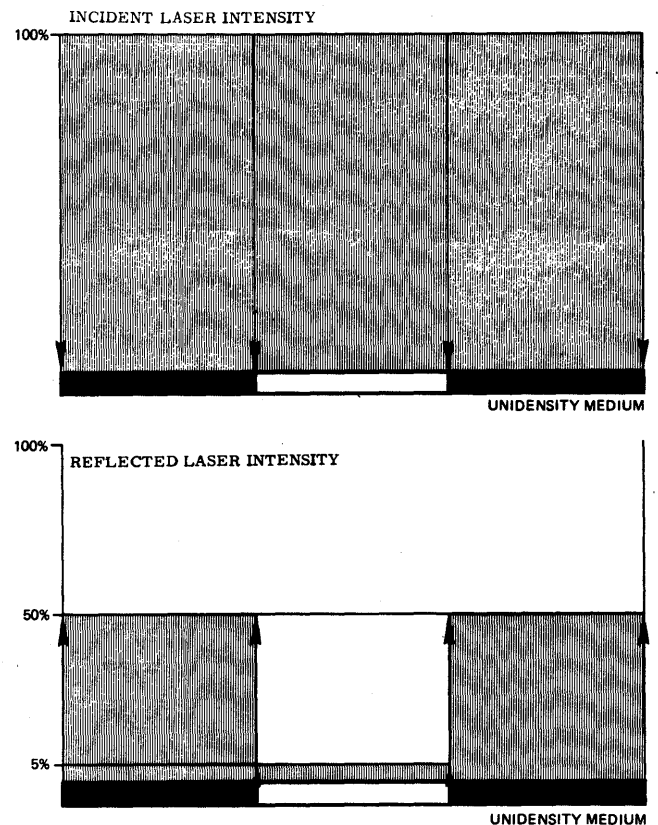 INCIDENT LASER INTENSITY
100%
UNIDENSITY MEDIUM
100%
REFLECTED LASER INTENSITY
50%
5%
UNIDENSITY MEDIUM